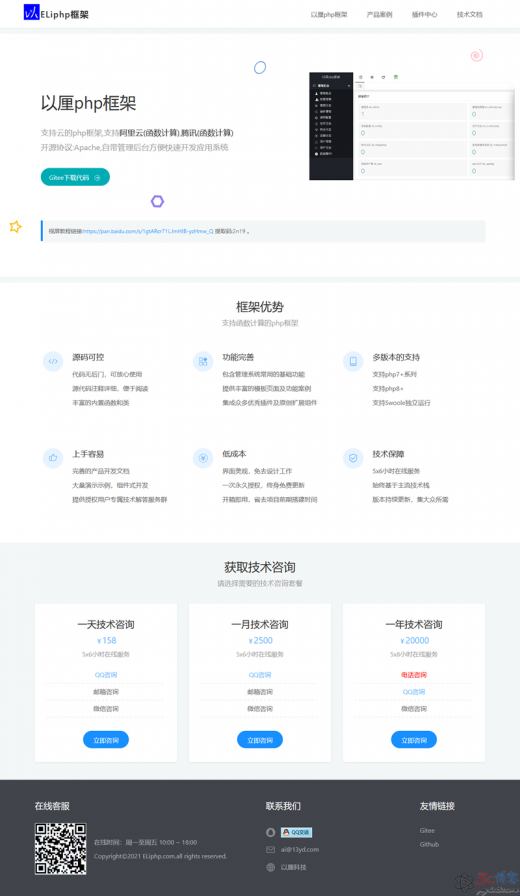 ELiphp框架
以厘php框架
产品案例
插件中心
技术文档
以厘php框架
支持云的php框架,支持阿里云(函数计算),腾讯(函数计算)
开源协议:Apache,自带管理后台方便快速开发应用系统
Gitee下载代码
框架优势
支持函数计算的php框架
源码可控
代码无后门，可放心使用
源代码注释详细，便于阅读
丰富的内置函数和类
功能完善
包含管理系统常用的基础功能
提供丰富的模板页面及功能案例
集成众多优秀插件及原创扩展组件
多版本的支持
支持php7+系列
支持php8+
支持Swoole独立运行
上手容易
完善的产品开发文档
大量演示示例，组件式开发
提供授权用户专属技术解答服务群
低成本
界面美观，免去设计工作
一次永久授权，终身免费更新
开箱即用，省去项目前期搭建时间
技术保障
5x6小时在线服务
始终基于主流技术栈
版本持续更新，集大众所需
获取技术咨询
请选择需要的技术咨询套餐
一天技术咨询
¥158
5x6小时在线服务
QQ咨询
邮箱咨询
微信咨询
立即咨询
一月技术咨询
¥2500
5x6小时在线服务
QQ咨询
邮箱咨询
微信咨询
立即咨询
一年技术咨询
¥20000
5x8小时在线服务
电话咨询
QQ咨询
微信咨询
立即咨询
在线客服
在线时间：周一至周五 10:00 ~ 18:00
Copyright©2021 ELiphp.com.all rights reserved.
联系我们
QQ交谈
ai@13yd.com
以厘科技
友情链接
Gitee
Github